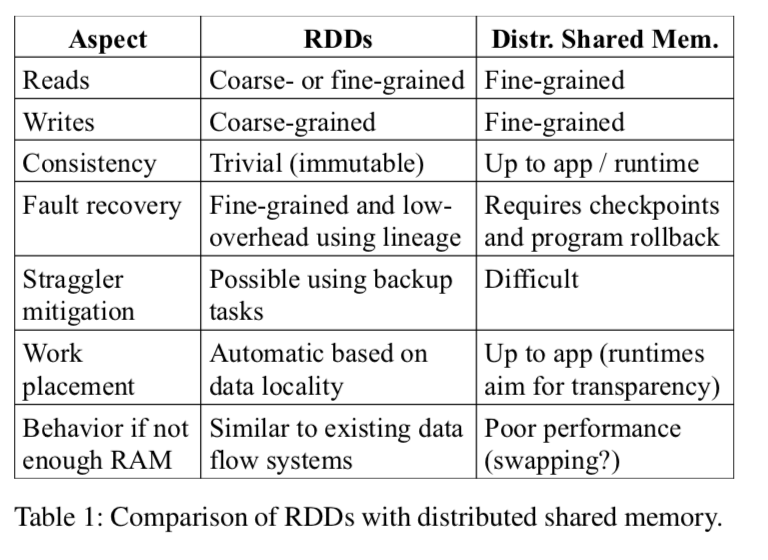 Aspect RDDs Distr. Shared Mem.
Reads Coarse- or fine-grained Fine-grained
Writes Coarse-grained Fine-grained
Consistency Trivial (immutable) Up to app / runtime
Fault recovery Fine-grained and low- Requires checkpoints
overhead using lineage and program rollback
Straggler Possible using backup Difficult
mitigation tasks
Work Automatic based on Up to app (runtimes
placement data locality aim for transparency)
Behavior if not Similar to existing data Poor performance
enough RAM flow systems (swapping?)
Table 1: Comparison of RDDs with distributed shared memory.